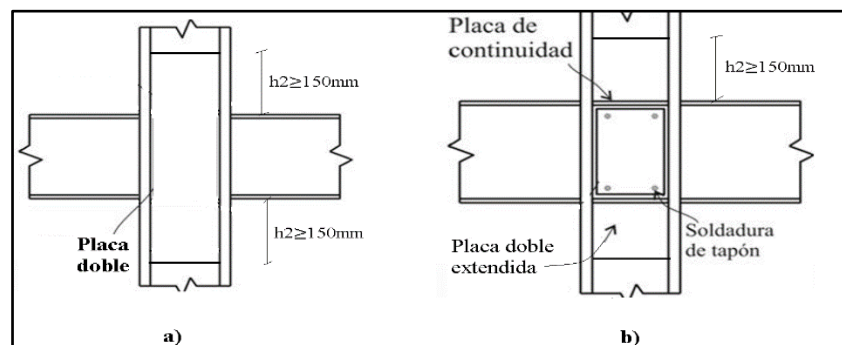 h2≥150mm
h2≥150mm
Placa
doble
a)
Placa de
continuidad
h2≥150mm
Placa doble
extendida
Soldadura
de tapón
b)